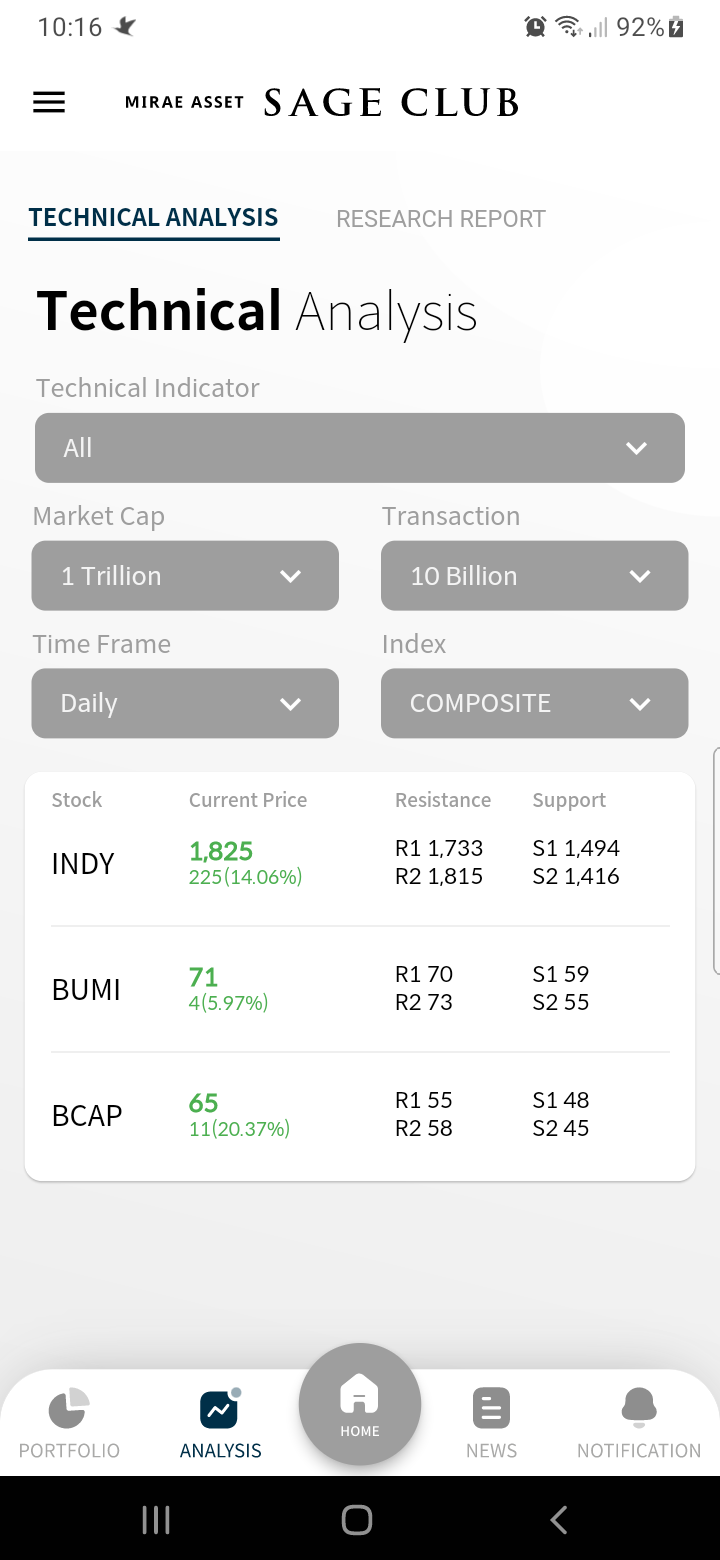 10:16 92%
MIRAE ASSET SAGE CLUB
TECHNICAL ANALYSIS RESEARCH REPORT
Technical Analysis
Technical Indicator
All
Market Cap Transaction
1 Trillion 10 Billion
Time Frame Index
Daily COMPOSITE
Stock Current Price Resistance Support
INDY 1,825 R1 1,733 S1 1,494
225(14.06%) R2 1,815 S2 1,416
BUMI 71 R1 70 S1 59
4(5.97%) R2 73 S2 55
BCAP 65 R1 55 S1 48
11(20.37%) R2 58 S2 45
HOME
PORTFOLIO ANALYSIS NEWS NOTIFICATION